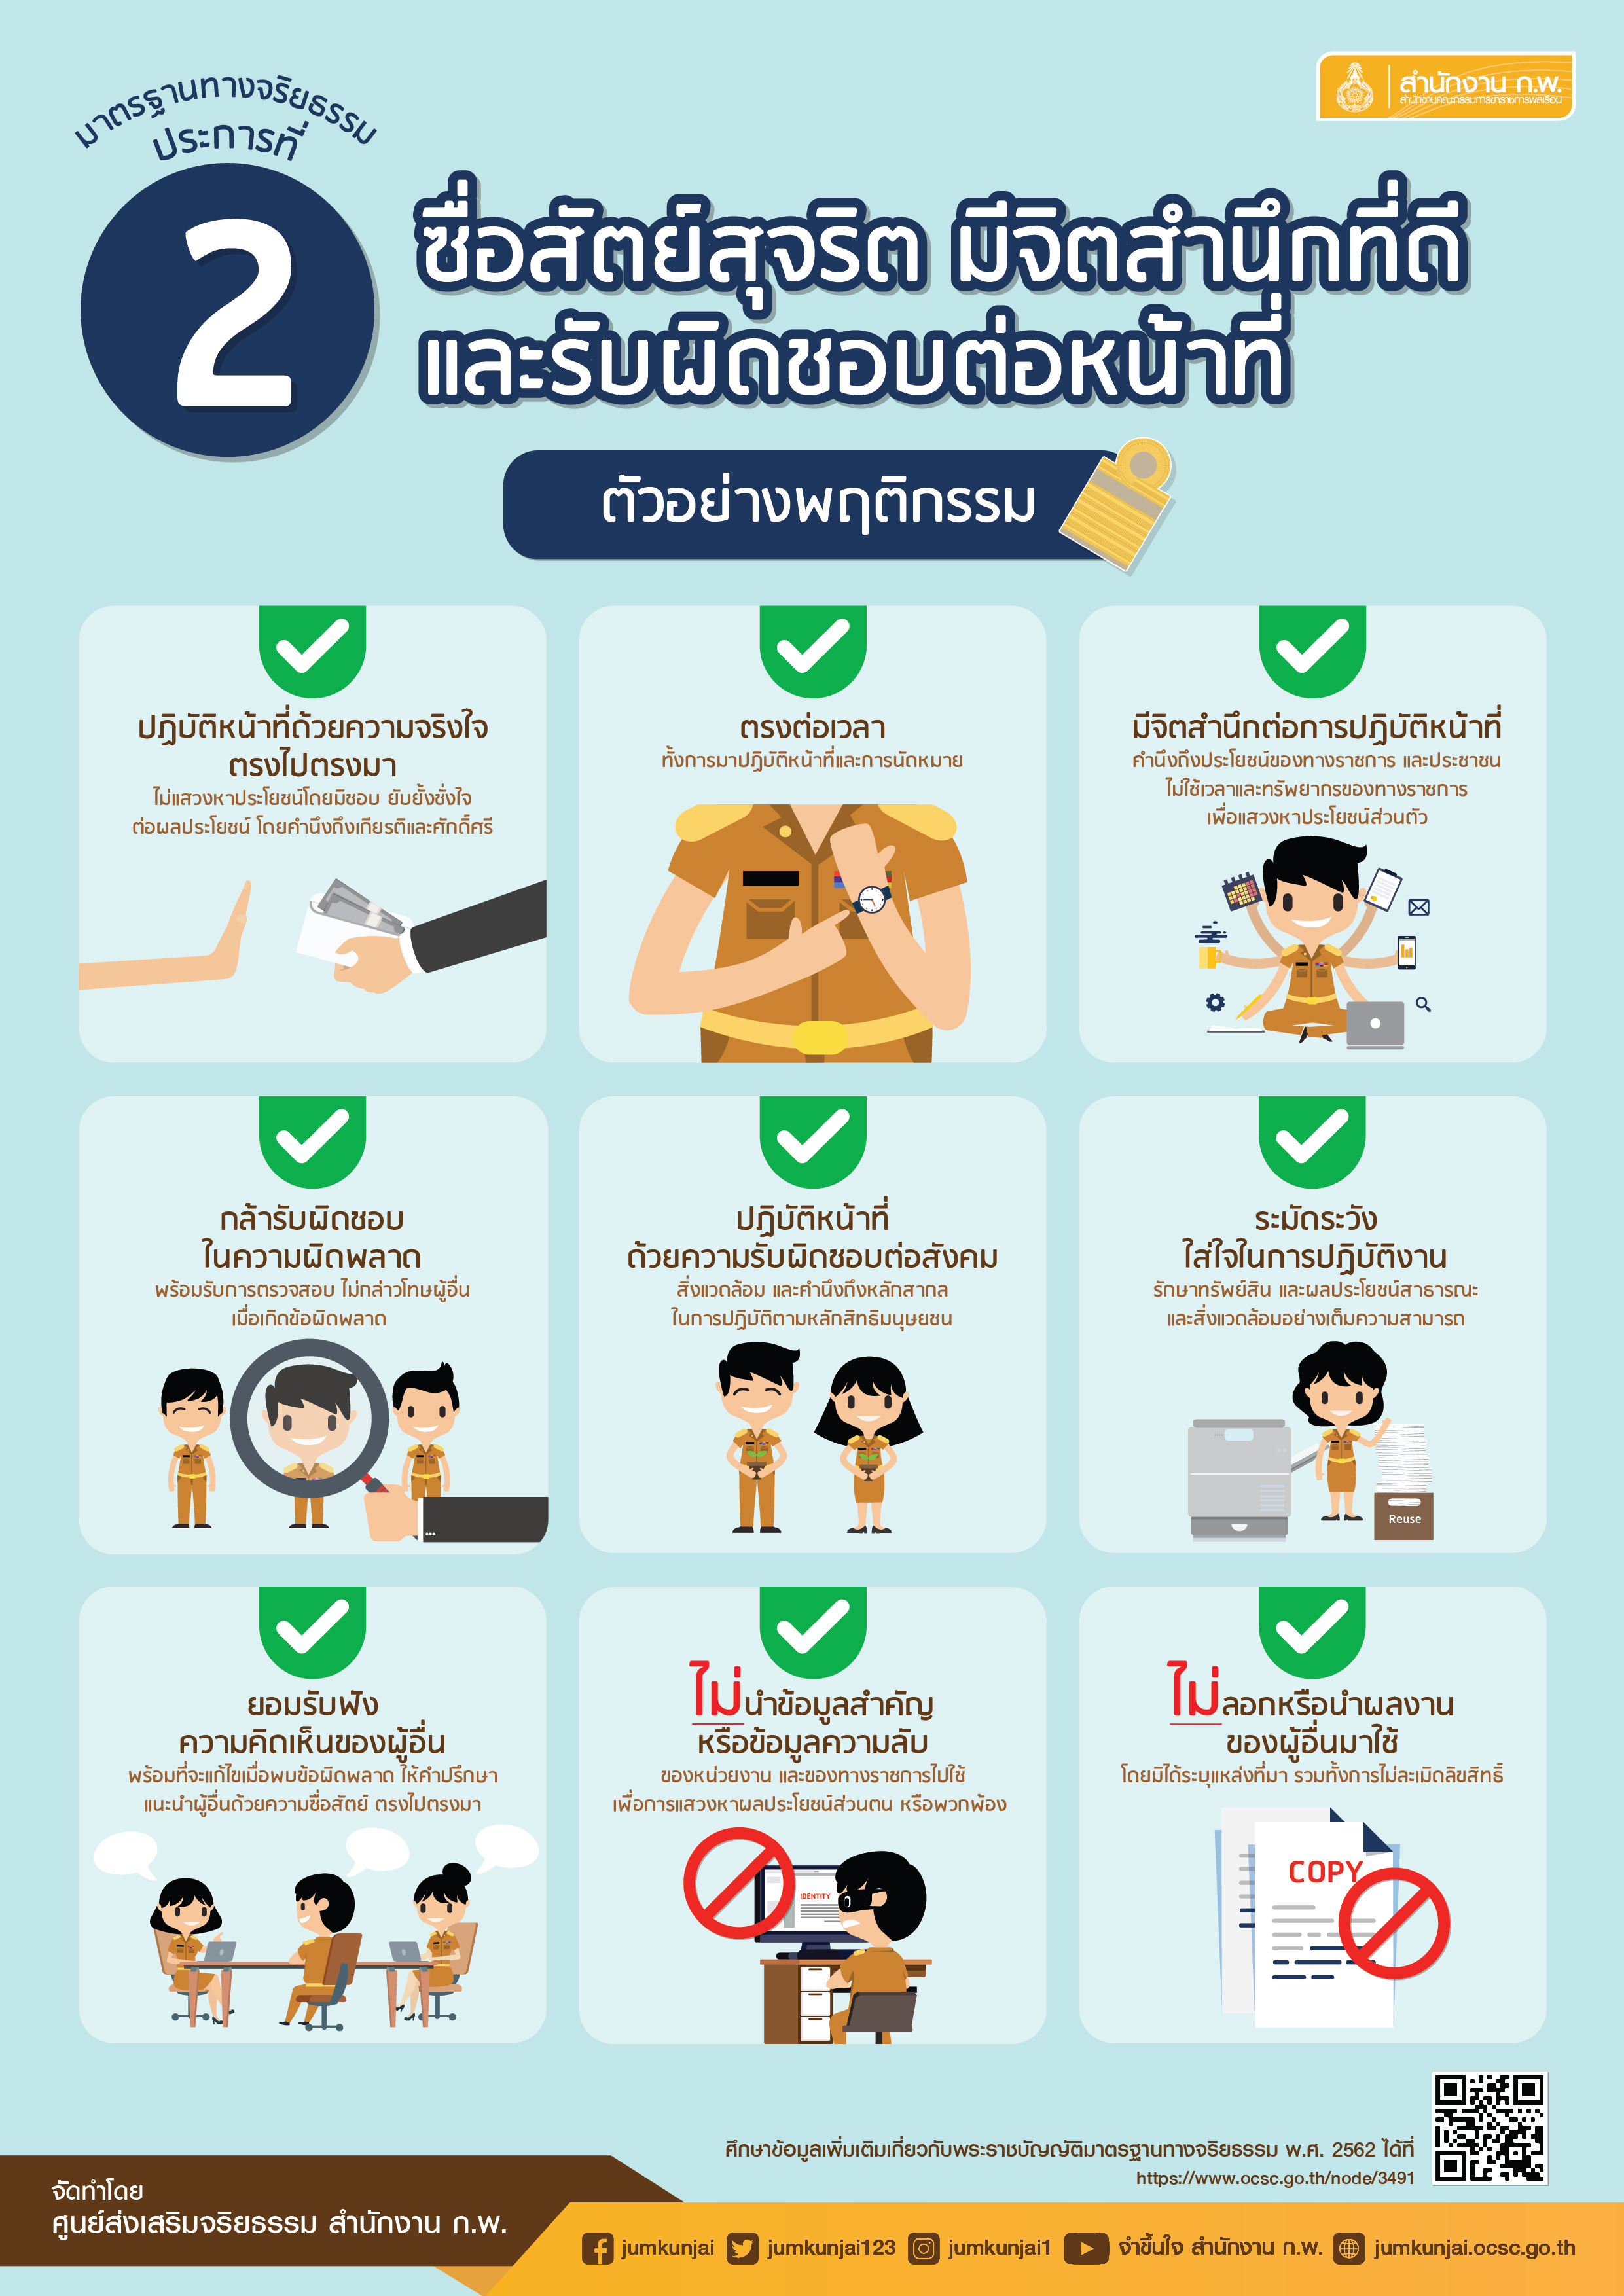 สำนักงาน ก.พ.
สำนักงานคณะกรรมการข้าราชการพลเรือน
มาตรฐานทางจริยธรรม
ประการที่
2
ซื่อสัตย์สุจริต มีจิตสำนึกที่ดี
และรับผิดชอบต่อหน้าที่
ตัวอย่างพฤติกรรม
ปฏิบัติหน้าที่ด้วยความจริงใจ
ตรงไปตรงมา
ไม่แสวงหาประโยชน์โดยมิชอบ ยับยั้งชั่งใจ
ต่อผลประโยชน์ โดยคำนึงถึงเกียรติและศักดิ์ศรี
ตรงต่อเวลา
ทั้งการมาปฏิบัติหน้าที่และการนัดหมาย
มีจิตสำนึกต่อการปฏิบัติหน้าที่
คำนึงถึงประโยชน์ของทางราชการ และประชาชน
ไม่ใช้เวลาและทรัพยากรของทางราชการ
เพื่อแสวงหาประโยชน์ส่วนตัว
กล้ารับผิดชอบ
ในความผิดพลาด
พร้อมรับการตรวจสอบ ไม่กล่าวโทษผู้อื่น
เมื่อเกิดข้อผิดพลาด
ปฏิบัติหน้าที่
ด้วยความรับผิดชอบต่อสังคม
สิ่งแวดล้อม และคำนึงถึงหลักสากล
ในการปฏิบัติตามหลักสิทธิมนุษยชน
ระมัดระวัง
ใส่ใจในการปฏิบัติงาน
รักษาทรัพย์สิน และผลประโยชน์สาธารณะ
และสิ่งแวดล้อมอย่างเต็มความสามารถ
Reuse
ยอมรับฟัง
ความคิดเห็นของผู้อื่น
พร้อมที่จะแก้ไขเมื่อพบข้อผิดพลาด ให้คำปรึกษา
แนะนำผู้อื่นด้วยความซื่อสัตย์ ตรงไปตรงมา
ไม่นำข้อมูลสำคัญ
หรือข้อมูลความลับ
ของหน่วยงาน และของทางราชการไปใช้
เพื่อการแสวงหาผลประโยชน์ส่วนตน หรือพวกพ้อง
IDENTITY
ไม่ลอกหรือนำผลงาน
ของผู้อื่นมาใช้
โดยมิได้ระบุแหล่งที่มา รวมทั้งการไม่ละเมิดลิขสิทธิ์
COPY
ศึกษาข้อมูลเพิ่มเติมเกี่ยวกับพระราชบัญญัติมาตรฐานทางจริยธรรม พ.ศ. 2562 ได้ที่
https://www.ocsc.go.th/node/3491
จัดทำโดย
ศูนย์ส่งเสริมจริยธรรม สำนักงาน ก.พ.
jumkunjai jumkunjai123 jumkunjai1 จำขึ้นใจ สำนักงาน ก.พ. jumkunjai.ocsc.go.th